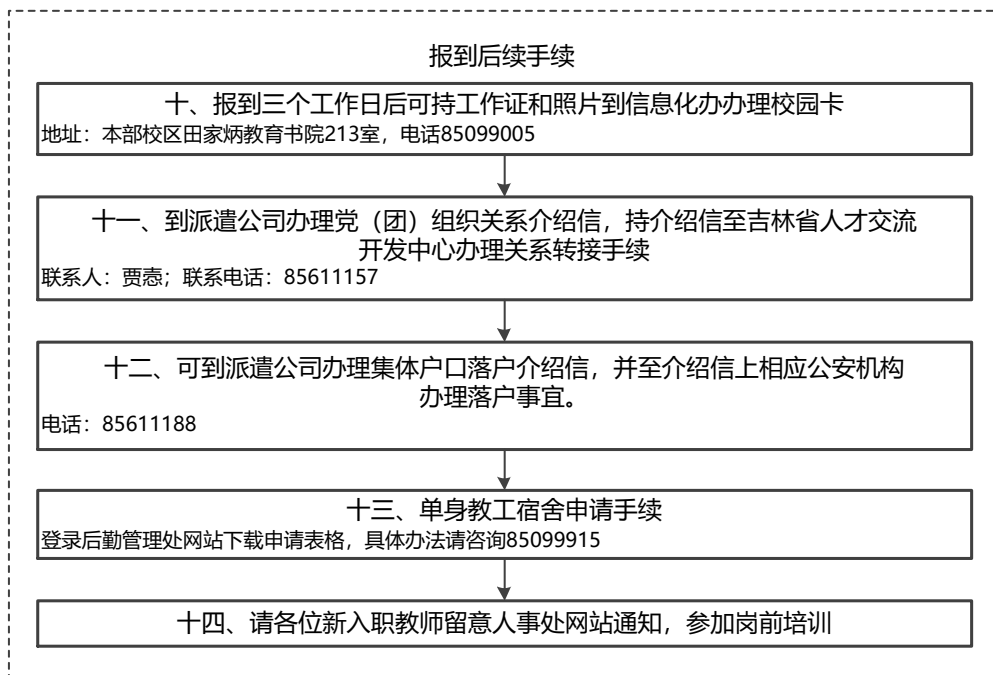 报到后续手续
十、报到三个工作日后可持工作证和照片到信息化办办理校园卡
地址：本部校区田家炳教育书院213室，电话85099005
十一、到派遣公司办理党（团）组织关系介绍信，持介绍信至吉林省人才交流
开发中心办理关系转接手续
联系人：贾悫；联系电话：85611157
十二、可到派遣公司办理集体户口落户介绍信，并至介绍信上相应公安机构
办理落户事宜。
电话：85611188
十三、单身教工宿舍申请手续
登录后勤管理处网站下载申请表格，具体办法请咨询85099915
十四、请各位新入职教师留意人事处网站通知，参加岗前培训